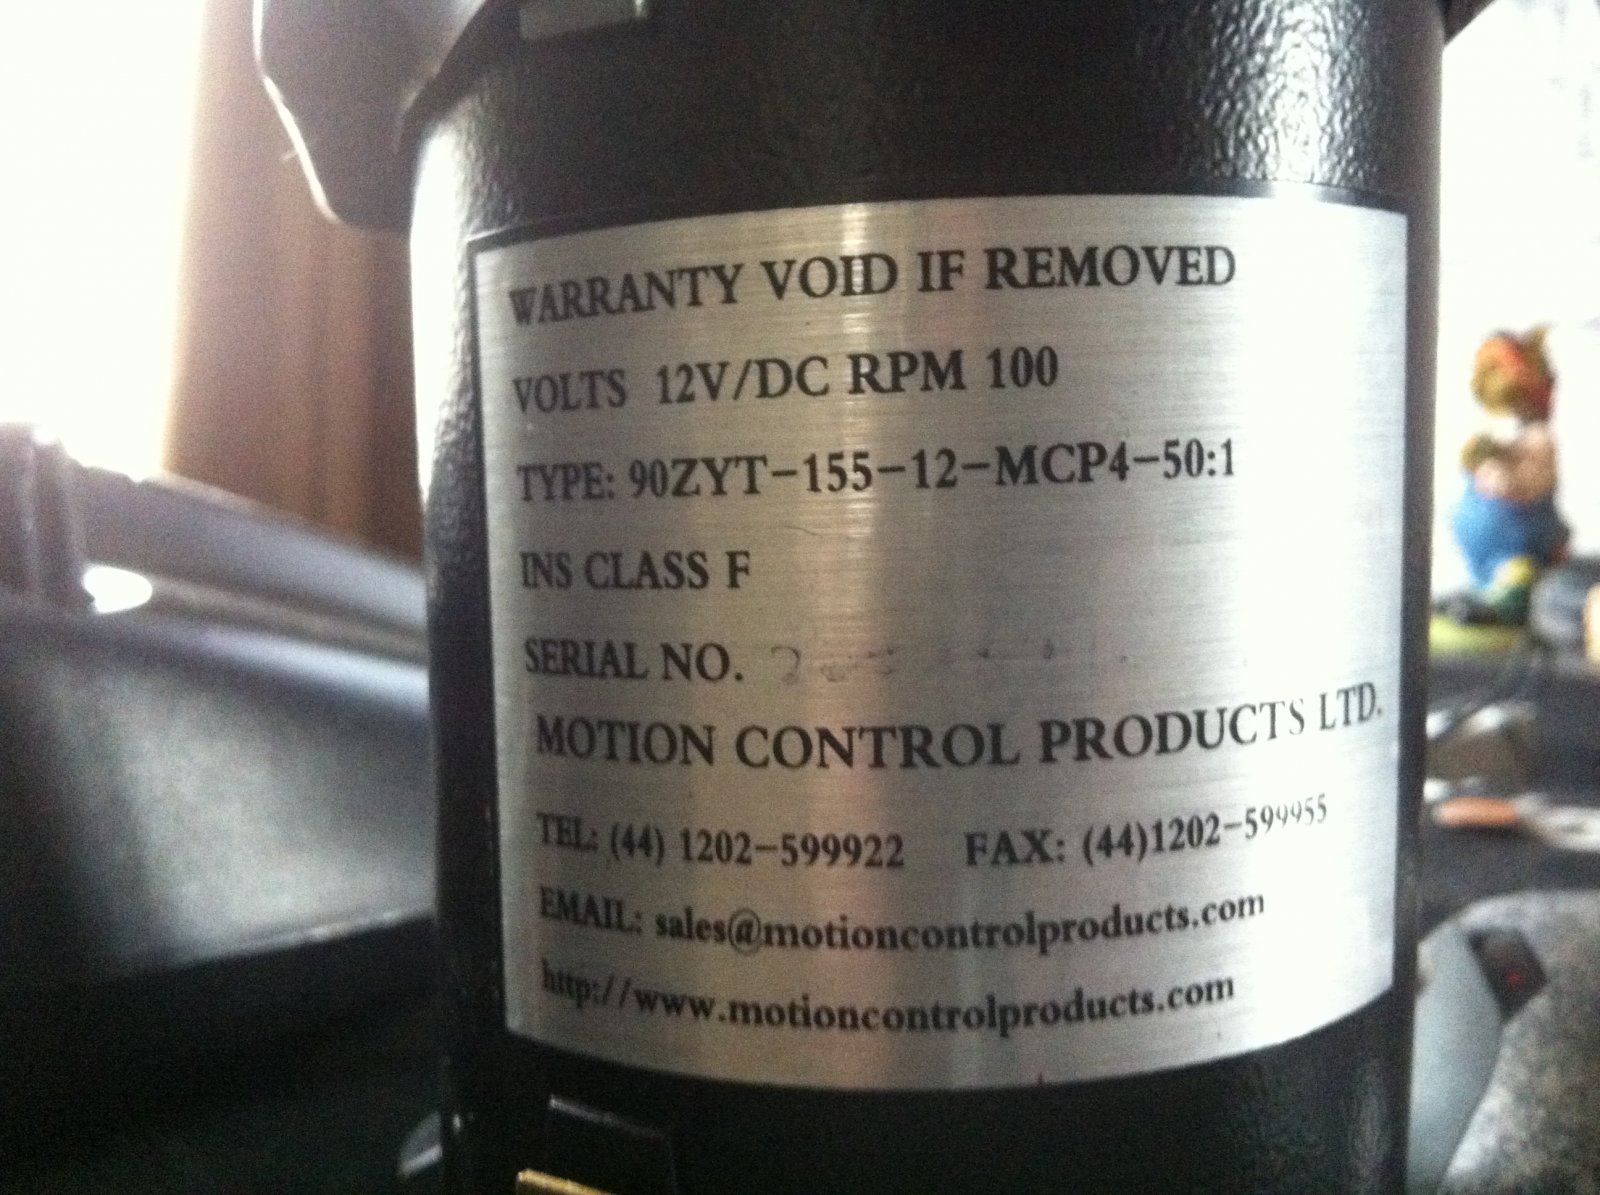 WARRANTY VOID IF REMOVED
VOLTS 12V/DC RPM 100
TYPE: 90ZYT-155-12-MCP4-50:1
INS CLASS F
SERIAL NO.
MOTION CONTROL PRODUCTS LTD.
TEL: (44) 1202-599922 FAX: (44)1202-599955
EMAIL: sales@motioncontrolproducts.com
http://www.motioncontrolproducts.com